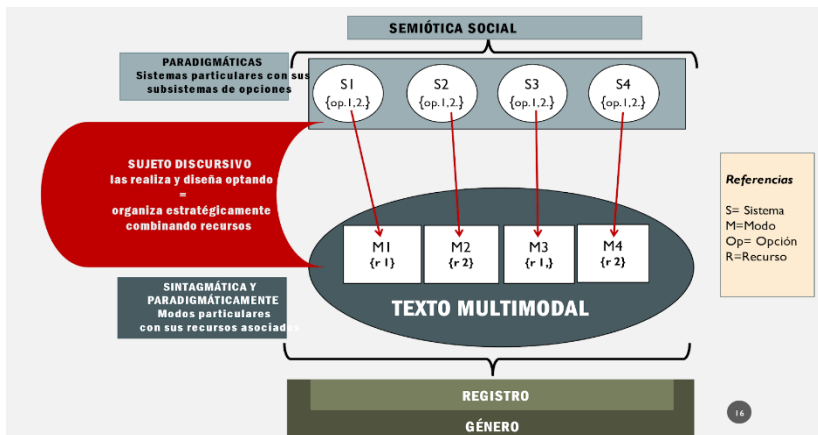 SEMIÓTICA SOCIAL
PARADIGMÁTICAS
Sistemas particulares con sus
subsistemas de opciones
S1
{op.1,2.}
S2
{op.1,2.}
S3
{op.1,2.}
S4
{op.1,2.}
SUJETO DISCURSIVO
las realiza y diseña optando
=
organiza estratégicamente
combinando recursos
Referencias
S= Sistema
M=Modo
Op= Opción
R=Recurso
M1
{r 1}
M2
{r 2}
M3
{r 1,}
M4
{r 2}
TEXTO MULTIMODAL
SINTAGMÁTICA Y
PARADIGMÁTICAMENTE
Modos particulares
con sus recursos asociados
REGISTRO
GÉNERO
16